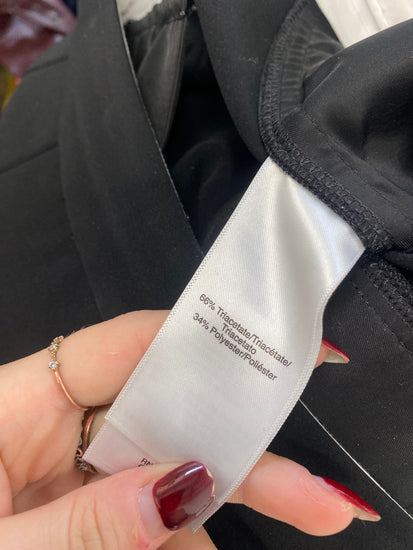 66% Triacetate/Triacétate/
Triacetato
34% Polyester/Poliéster